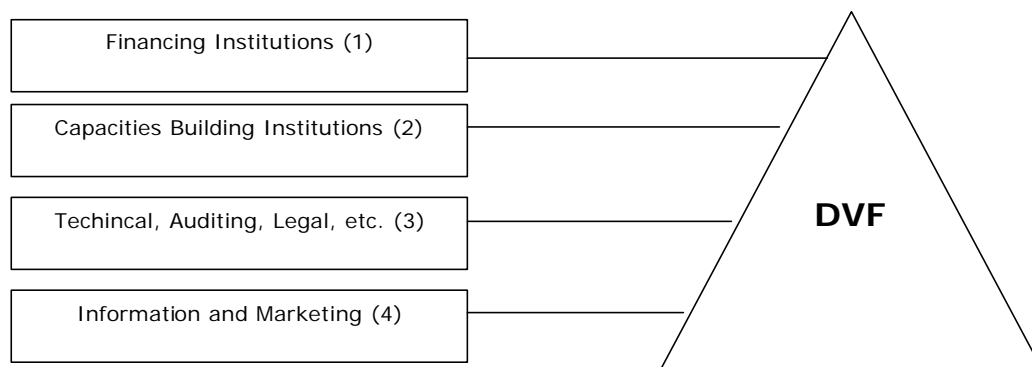 Financing Institutions (1)
Capacities Building Institutions (2)
Techincal, Auditing, Legal, etc. (3)
Information and Marketing (4)
DVF